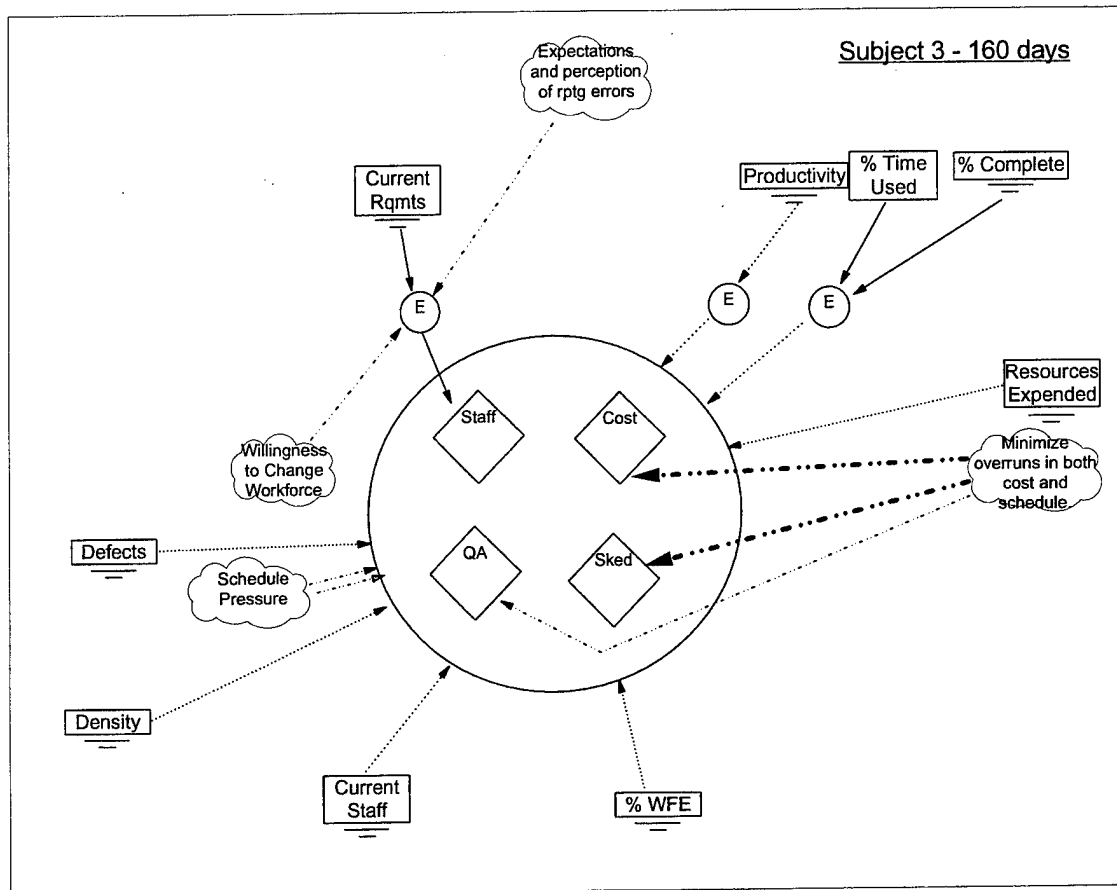 Subject 3 - 160 days
Expectations
and perception
of rptg errors
Current
Rqmts
Productivity
% Time
Used
% Complete
E
E
E
Resources
Expended
Staff
Cost
Willingness
to Change
Workforce
Minimize
overruns in both
cost and
schedule.
Defects
QA
Sked
Schedule
Pressure
Density
Current
Staff
% WFE